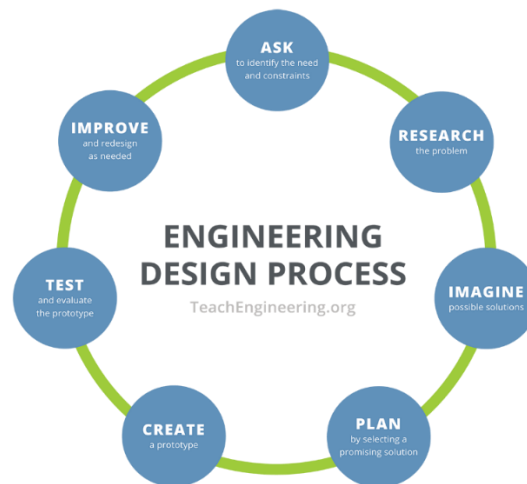 ASK
to identify the need
and constraints
RESEARCH
the problem
IMAGINE
possible solutions
PLAN
by selecting a
promising solution
CREATE
a prototype
TEST
and evaluate
the prototype
IMPROVE
and redesign
as needed
ENGINEERING
DESIGN PROCESS
TeachEngineering.org